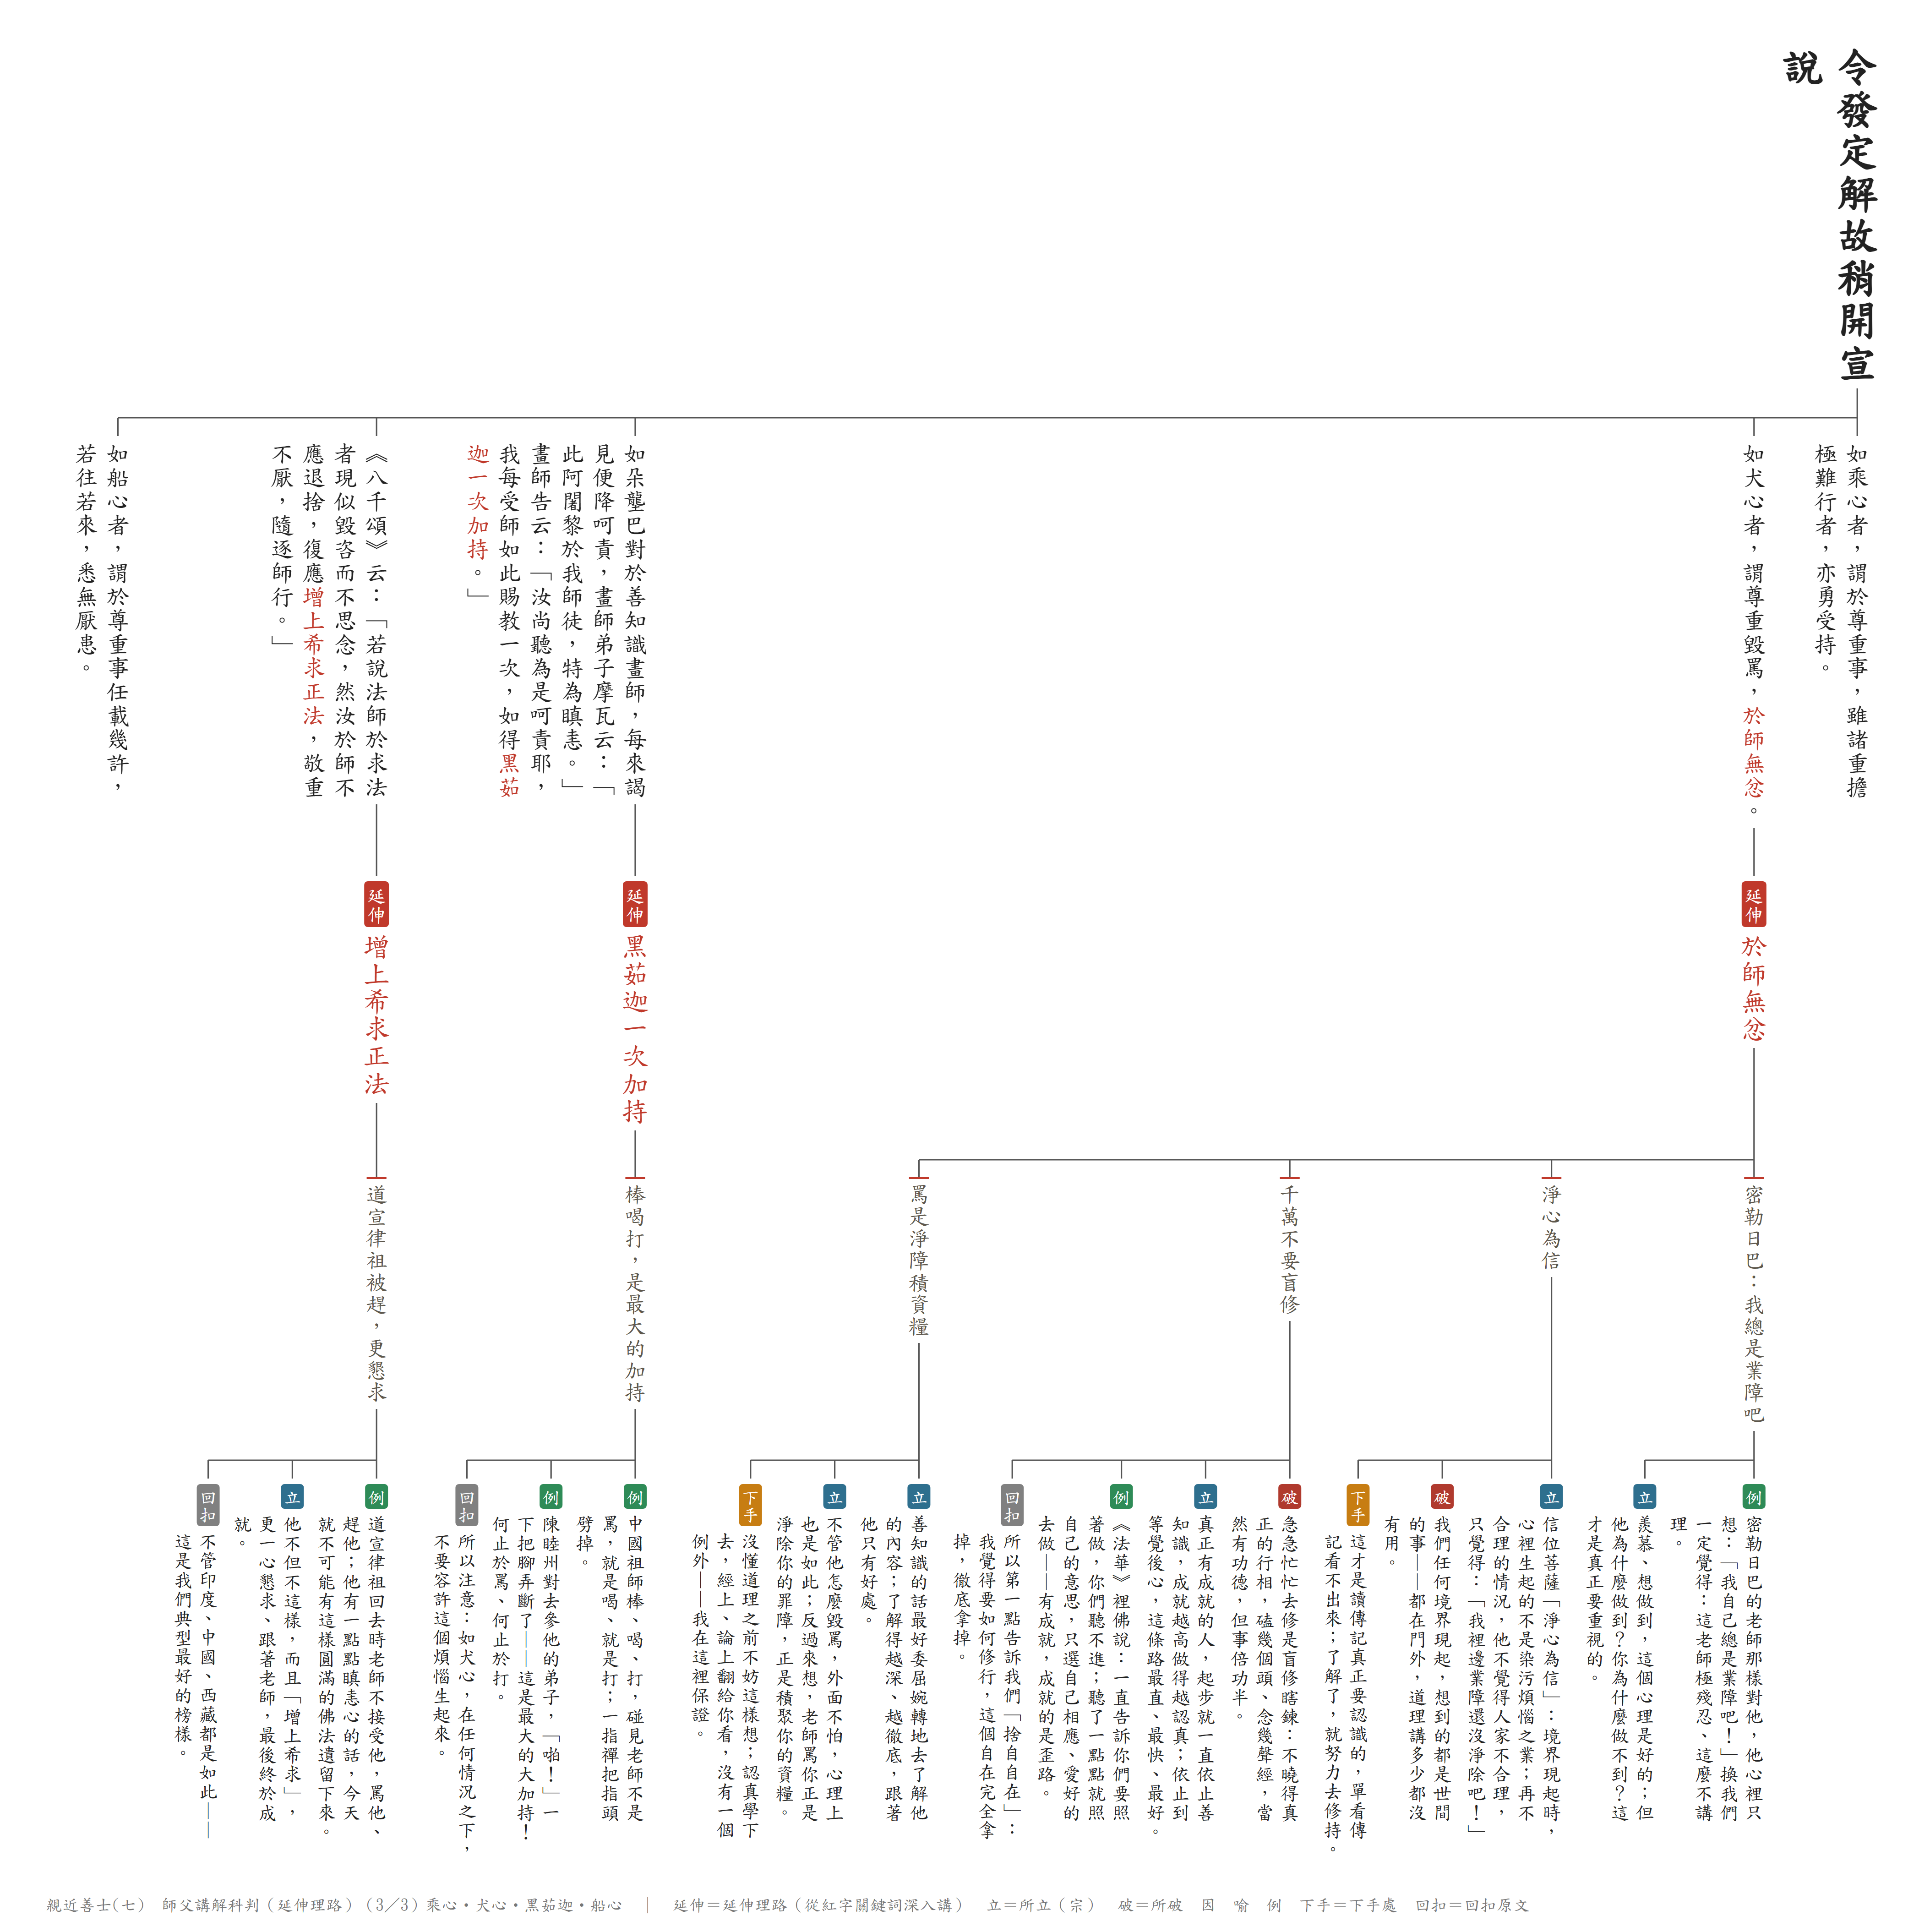 令發定解故稍開宣
說
如乘心者，謂於尊重事，雖諸重擔
極難行者，亦勇受持。
如犬心者，謂尊重毀罵，於師無忿。
如朵壟巴對於善知識畫師，每來謁
見便降呵責，畫師弟子摩瓦云：「
此阿闍黎於我師徒，特為瞋恚。」
畫師告云：「汝尚聽為是呵責耶，
我每受師如此賜教一次，如得黑茹
迦一次加持。」
《八千頌》云：「若說法師於求法
者現似毀咨而不思念，然汝於師不
應退捨，復應增上希求正法，敬重
不厭，隨逐師行。」
如船心者，謂於尊重事任載幾許，
若往若來，悉無厭患。
延伸
於師無忿
延伸
黑茹迦一次加持
延伸
增上希求正法
密勒日巴：我總是業障吧
淨心為信
千萬不要盲修
罵是淨障積資糧
棒喝打，是最大的加持
道宣律祖被趕，更懇求
例
密勒日巴的老師那樣對他，他心裡只
想：「我自己總是業障吧！」換我們
一定覺得：這老師極殘忍、這麼不講
理。
立
羨慕、想做到，這個心理是好的；但
他為什麼做到？你為什麼做不到？這
才是真正要重視的。
立
信位菩薩「淨心為信」：境界現起時，
心裡生起的不是染污煩惱之業；再不
合理的情況，他不覺得人家不合理，
只覺得：「我裡邊業障還沒淨除吧！」
破
我們任何境界現起，想到的都是世間
的事——都在門外，道理講多少都沒
有用。
下手
這才是讀傳記真正要認識的，單看傳
記看不出來；了解了，就努力去修持。
破
急急忙忙去修是盲修瞎鍊：不曉得真
正的行相，磕幾個頭、念幾聲經，當
然有功德，但事倍功半。
立
真正有成就的人，起步就一直依止善
知識，成就越高做得越認真；依止到
等覺後心，這條路最直、最快、最好。
例
《法華》裡佛說：一直告訴你們要照
著做，你們聽不進；聽了一點點就照
自己的意思，只選自己相應、愛好的
去做——有成就，成就的是歪路。
回扣
所以第一點告訴我們「捨自自在」：
我覺得要如何修行，這個自在完全拿
掉，徹底拿掉。
立
善知識的話最好委屈婉轉地去了解他
的內容；了解得越深、越徹底，跟著
他只有好處。
立
不管他怎麼毀罵，外面不怕，心理上
也是如此；反過來想，老師罵你正是
淨除你的罪障，正是積聚你的資糧。
下手
沒懂道理之前不妨這樣想；認真學下
去，經上、論上翻給你看，沒有一個
例外——我在這裡保證。
例
中國祖師棒、喝、打，碰見老師不是
罵，就是喝、就是打；一指禪把指頭
劈掉。
例
陳睦州對去參他的弟子，「啪！」一
下把腳弄斷了——這是最大的大加持！
何止於罵、何止於打。
回扣
所以注意：如犬心，在任何情況之下，
不要容許這個煩惱生起來。
例
道宣律祖回去時老師不接受他，罵他、
趕他；他有一點點瞋恚心的話，今天
就不可能有這樣圓滿的佛法遺留下來。
立
他不但不這樣，而且「增上希求」，
更一心懇求、跟著老師，最後終於成
就。
回扣
不管印度、中國、西藏都是如此——
這是我們典型最好的榜樣。
親近善士(七)　師父講解科判（延伸理路）（3／3）乘心・犬心・黑茹迦・船心　｜　延伸＝延伸理路（從紅字關鍵詞深入講）　立＝所立（宗）　破＝所破　因　喻　例　下手＝下手處　回扣＝回扣原文